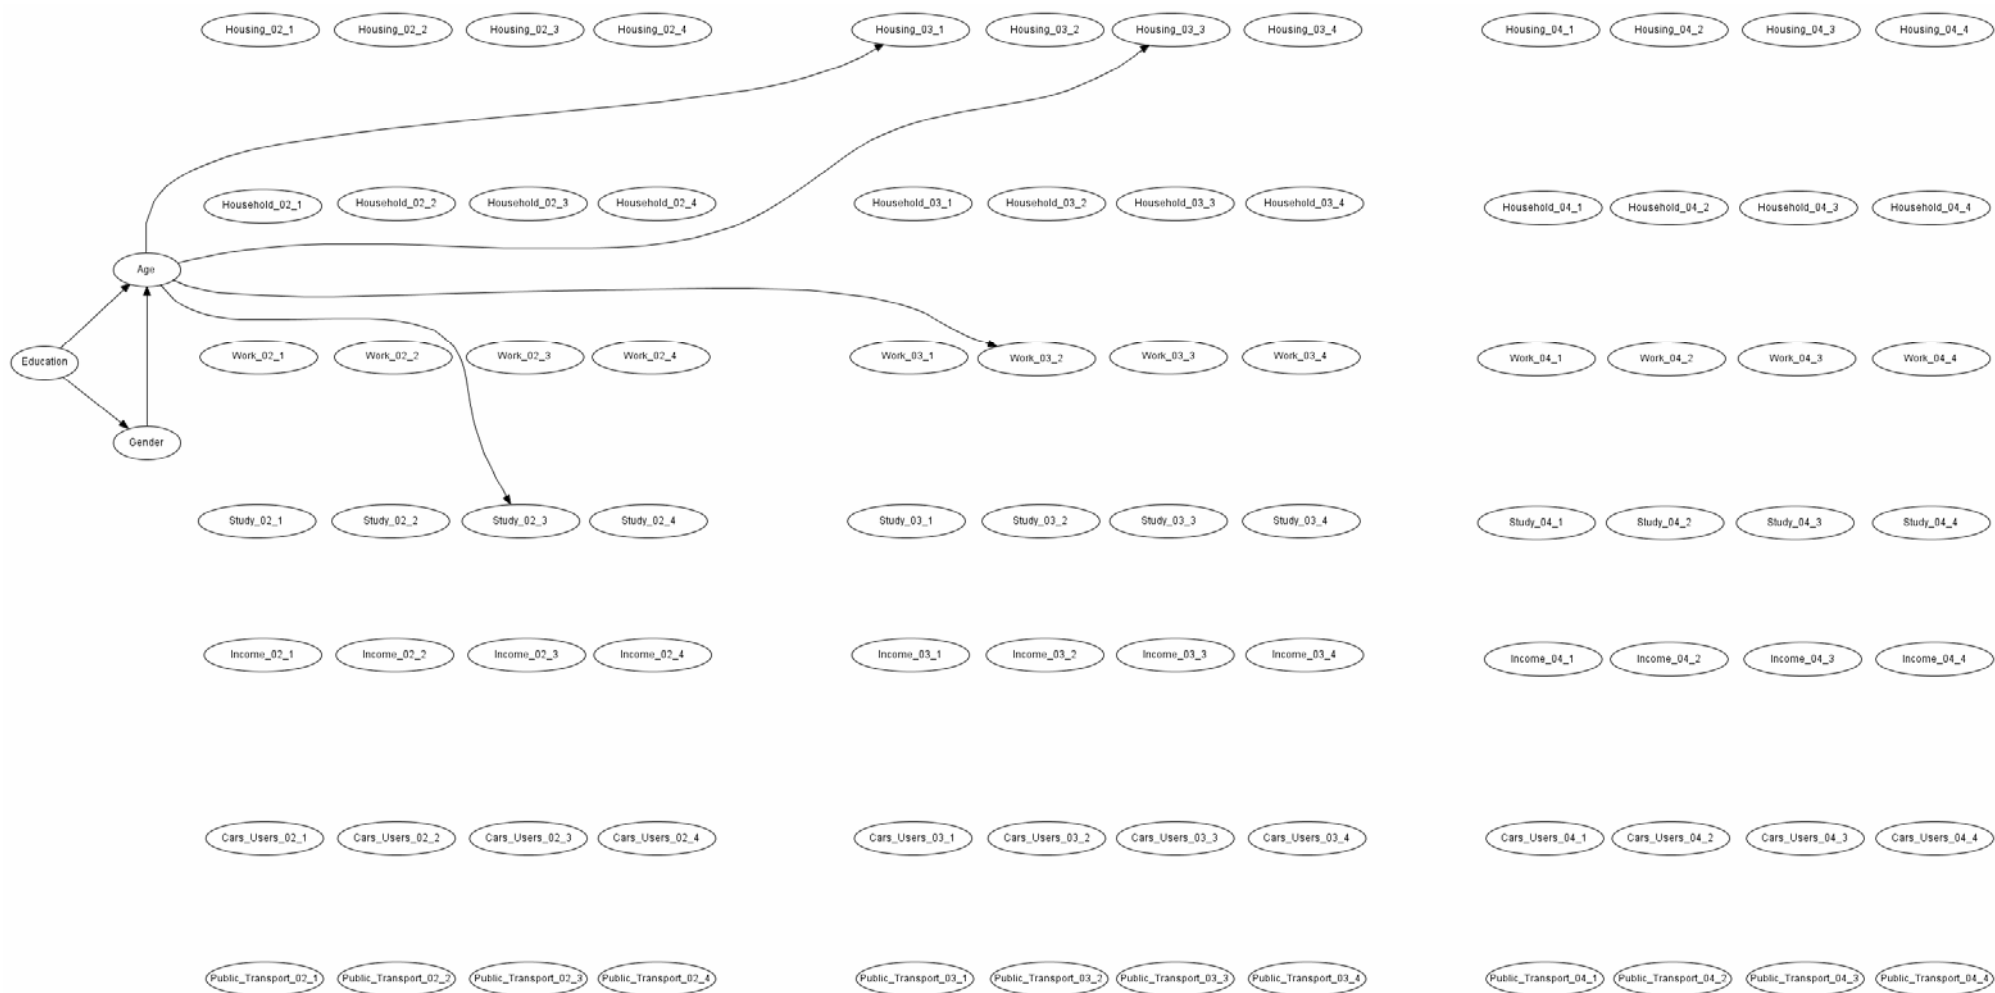 Housing_02_1 Housing_02_2 Housing_02_3 Housing_02_4 Housing_03_1 Housing_03_2 Housing_03_3 Housing_03_4 Housing_04_1 Housing_04_2 Housing_04_3 Housing_04_4
Household_02_1 Household_02_2 Household_02_3 Household_02_4 Household_03_1 Household_03_2 Household_03_3 Household_03_4 Household_04_1 Household_04_2 Household_04_3 Household_04_4
Age
Education Work_02_1 Work_02_2 Work_02_3 Work_02_4 Work_03_1 Work_03_2 Work_03_3 Work_03_4 Work_04_1 Work_04_2 Work_04_3 Work_04_4
Gender
Study_02_1 Study_02_2 Study_02_3 Study_02_4 Study_03_1 Study_03_2 Study_03_3 Study_03_4 Study_04_1 Study_04_2 Study_04_3 Study_04_4
Income_02_1 Income_02_2 Income_02_3 Income_02_4 Income_03_1 Income_03_2 Income_03_3 Income_03_4 Income_04_1 Income_04_2 Income_04_3 Income_04_4
Cars_Users_02_1 Cars_Users_02_2 Cars_Users_02_3 Cars_Users_02_4 Cars_Users_03_1 Cars_Users_03_2 Cars_Users_03_3 Cars_Users_03_4 Cars_Users_04_1 Cars_Users_04_2 Cars_Users_04_3 Cars_Users_04_4
Public_Transport_02_1 Public_Transport_02_2 Public_Transport_02_3 Public_Transport_02_4 Public_Transport_03_1 Public_Transport_03_2 Public_Transport_03_3 Public_Transport_03_4 Public_Transport_04_1 Public_Transport_04_2 Public_Transport_04_3 Public_Transport_04_4